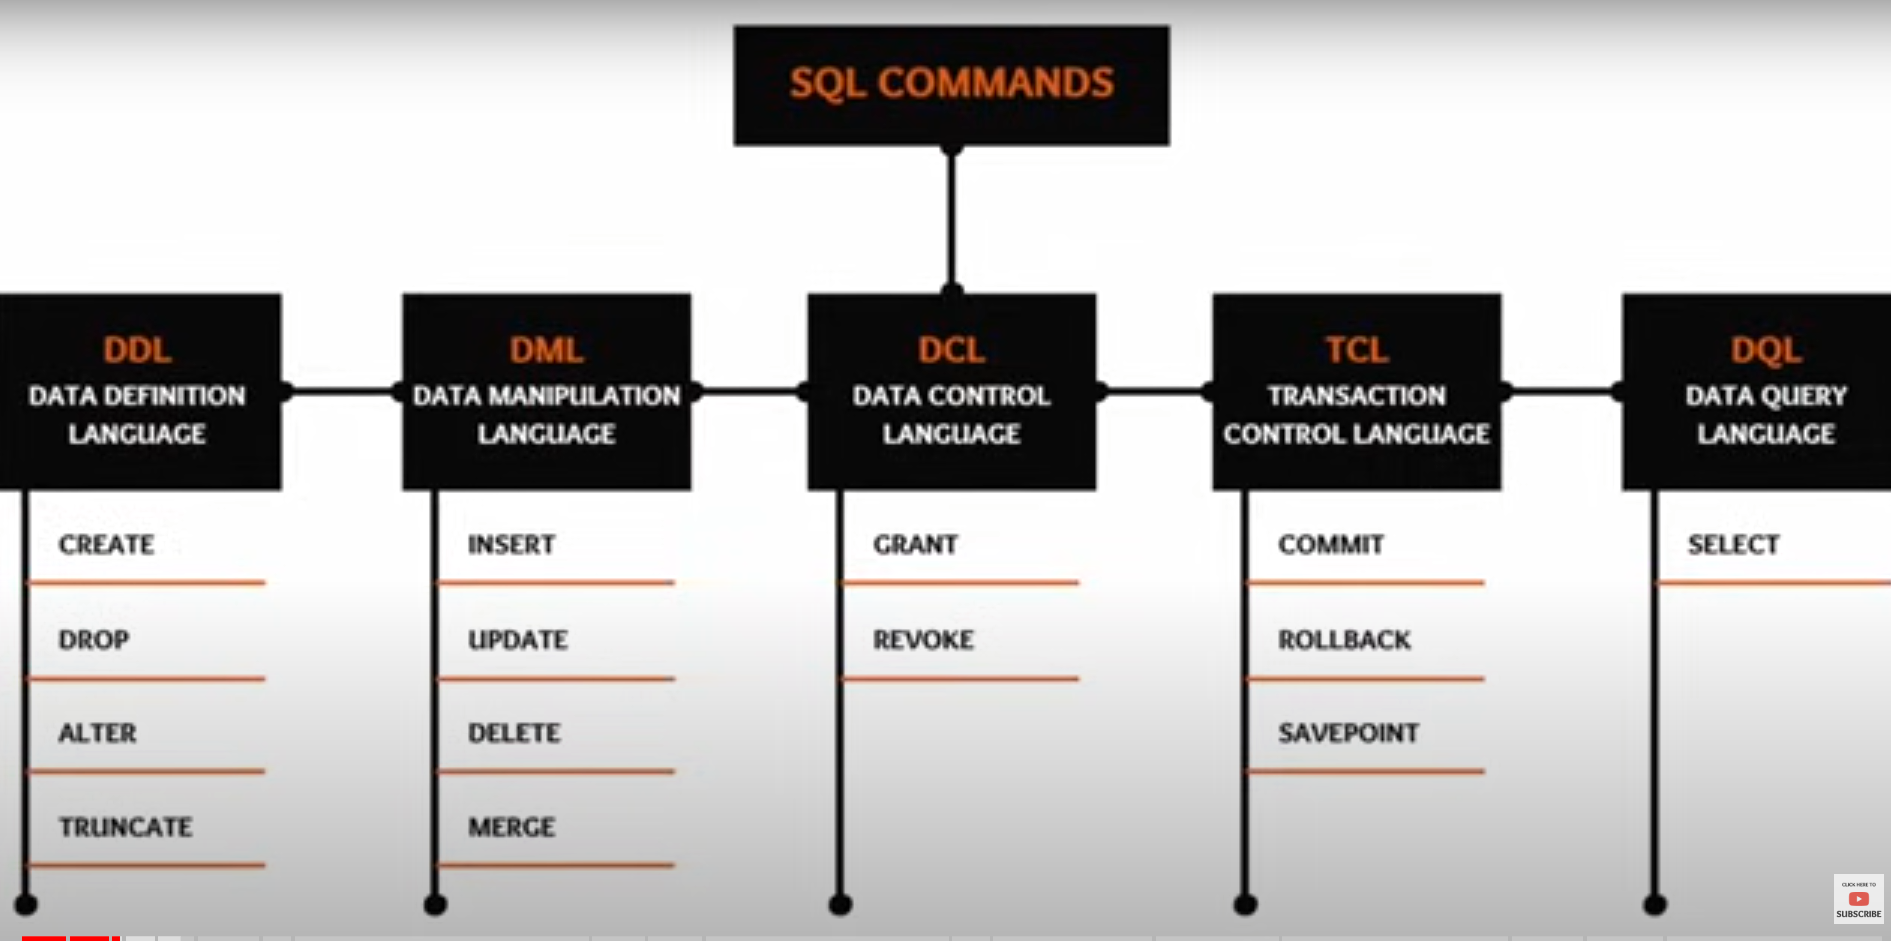 SQL COMMANDS
DDL
DATA DEFINITION
LANGUAGE
CREATE
DROP
ALTER
TRUNCATE
DML
DATA MANIPULATION
LANGUAGE
INSERT
UPDATE
DELETE
MERGE
DCL
DATA CONTROL
LANGUAGE
GRANT
REVOKE
TCL
TRANSACTION
CONTROL LANGUAGE
COMMIT
ROLLBACK
SAVEPOINT
DQL
DATA QUERY
LANGUAGE
SELECT
CLICK HERE TO
SUBSCRIBE